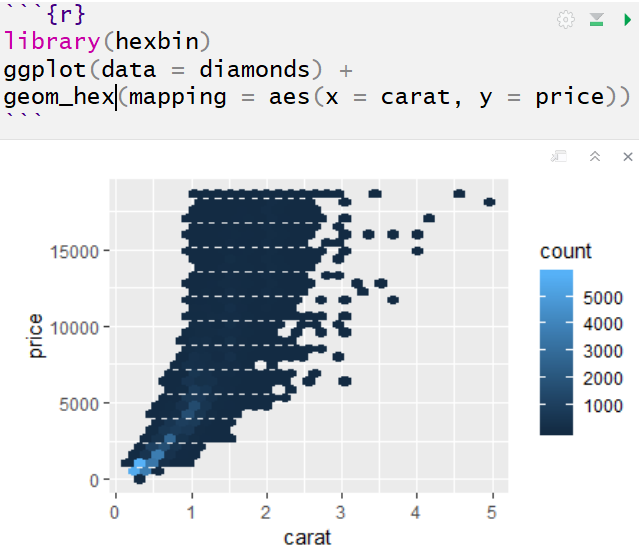 ```{r}
library(hexbin)
ggplot(data = diamonds) +
geom_hex(mapping = aes(x = carat, y = price))
```
count
15000
5000
4000
10000
3000
price
2000
5000
1000
0
0 1 2 3 4 5
carat